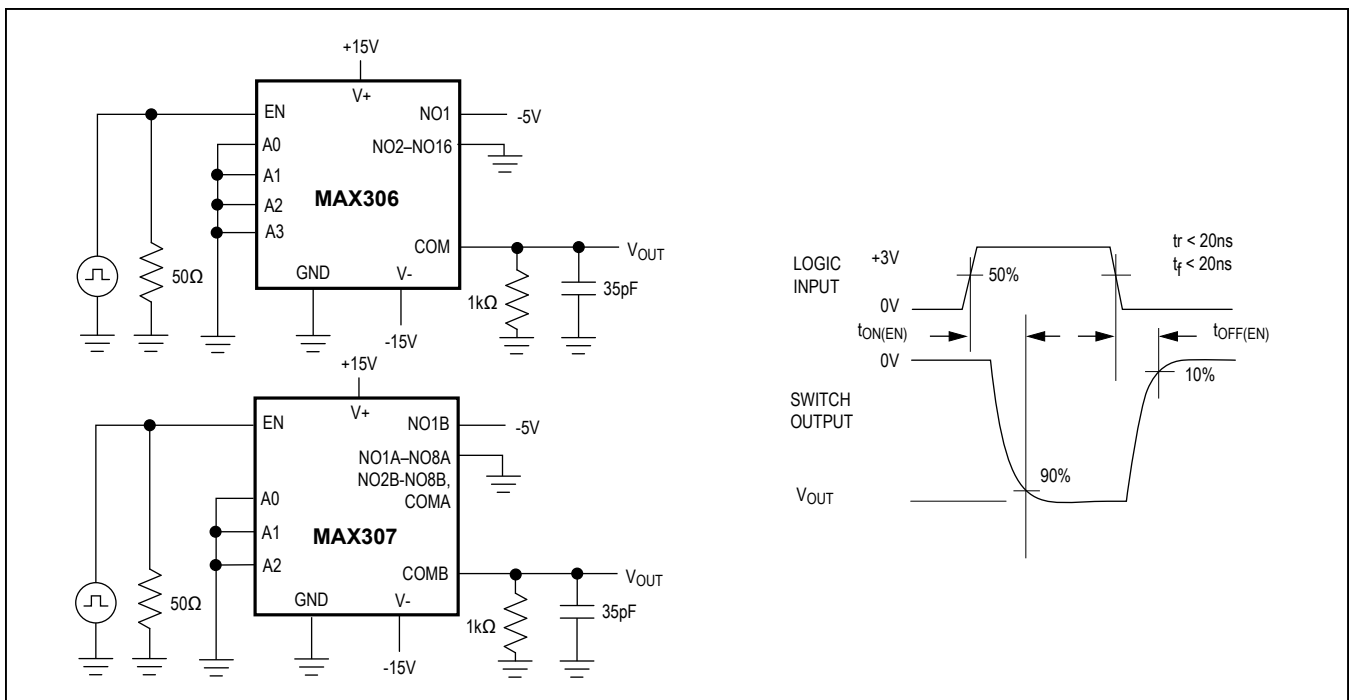 +15V
V+
EN
NO1
-5V
A0
NO2–NO16
A1
A2
MAX306
A3
COM
VOUT
GND
V-
50Ω
1kΩ
35pF
-15V
+15V
V+
EN
NO1B
-5V
NO1A–NO8A
NO2B-NO8B,
COMA
A0
A1
MAX307
A2
COMB
VOUT
GND
V-
50Ω
1kΩ
35pF
-15V
LOGIC
INPUT
+3V
0V
50%
tr < 20ns
tf < 20ns
tON(EN)
tOFF(EN)
0V
10%
SWITCH
OUTPUT
90%
VOUT